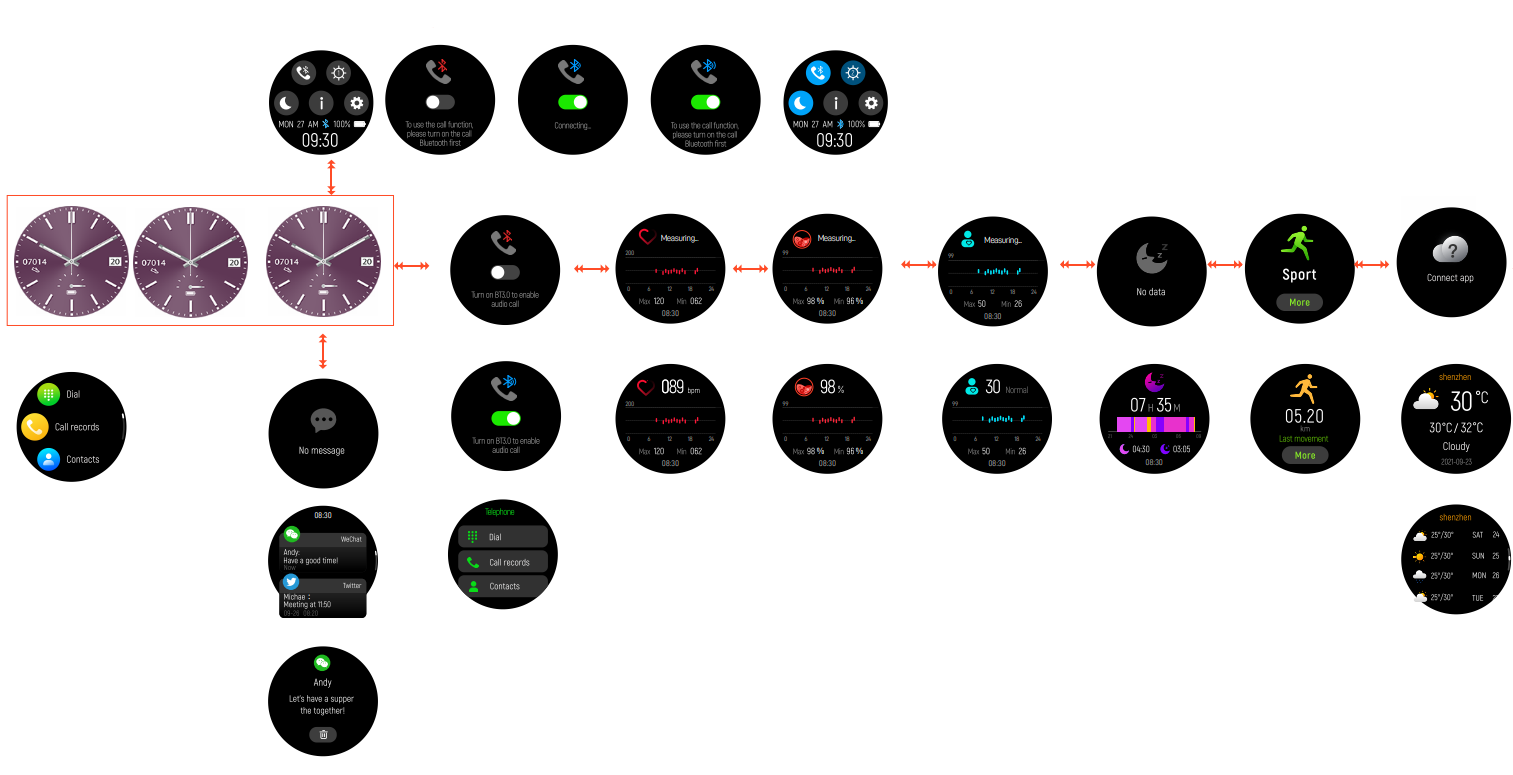 MON 27 AM 100%
09:30
To use the call function,
please turn on the call
Bluetooth first
Connecting...
To use the call function,
please turn on the call
Bluetooth first
MON 27 AM 100%
09:30
07014
20
07014
20
07014
20
Turn on BT3.0 to enable
audio call
Measuring...
200
0 6 12 18 24
Max 120 Min 062
08:30
Measuring...
99
0 6 12 18 24
Max 98 % Min 96 %
08:30
Measuring...
99
0 6 12 18 24
Max 50 Min 26
08:30
No data
Sport
More
?
Connect app
Dial
Call records
Contacts
No message
Turn on BT3.0 to enable
audio call
089 bpm
200
0 6 12 18 24
Max 120 Min 062
08:30
98 %
99
0 6 12 18 24
Max 98 % Min 96 %
08:30
30 Normal
99
0 6 12 18 24
Max 50 Min 26
08:30
07 H 35 M
04:30 03:05
08:30
05.20
km
Last movement
More
shenzhen
30 °C
30°C / 32°C
Cloudy
2021-09-23
08:30
WeChat
Andy:
Have a good time!
Now
Twitter
Michae :
Meeting at 11:50
09-28 08:20
Telephone
Dial
Call records
Contacts
shenzhen
25°/30° SAT 24
25°/30° SUN 25
25°/30° MON 26
25°/30° TUE
Andy
Let's have a supper
the together!